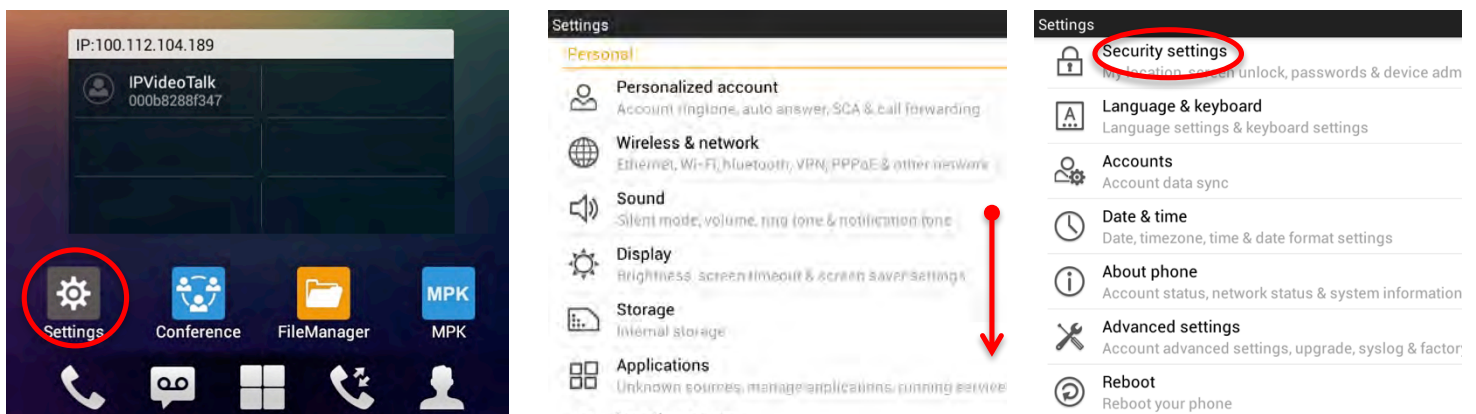 IP:100.112.104.189
IPVideoTalk
000b8288f347
MPK
Settings
Conference
FileManager
MPK
Settings
Personal
Personalized account
Account ringtone, auto answer, SCA & call forwarding
Wireless & network
Ethernet, Wi-Fi, bluetooth, VPN, PPPoE & other network
Sound
Silent mode, volume, ring tone & notification tone
Display
Brightness, screen timeout & screen saver settings
Storage
Internal storage
Applications
Unknown sources, manage applications, running service
Settings
Security settings
My location, screen unlock, passwords & device adm
Language & keyboard
Language settings & keyboard settings
Accounts
Account data sync
Date & time
Date, timezone, time & date format settings
About phone
Account status, network status & system information
Advanced settings
Account advanced settings, upgrade, syslog & factory
Reboot
Reboot your phone